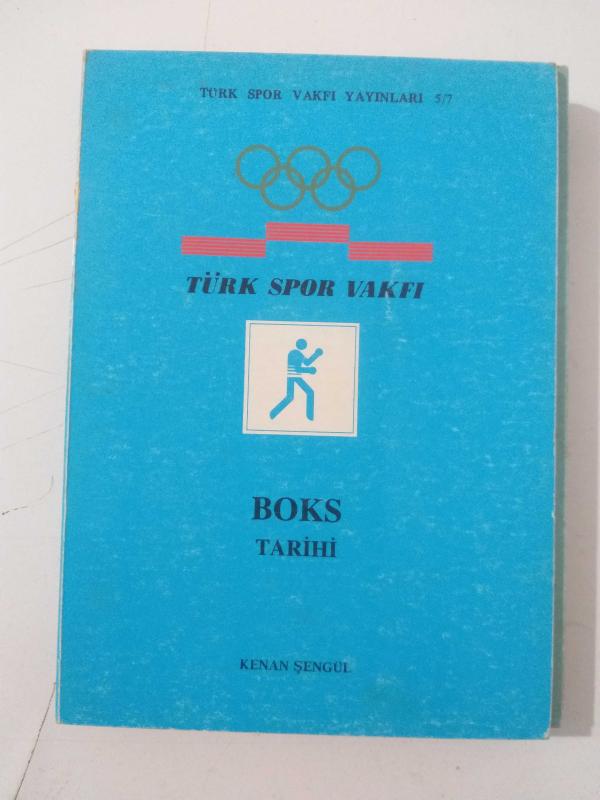 TÜRK SPOR VAKFI YAYINLARI 5/7
TÜRK SPOR VAKFI
BOKS
TARİHİ
KENAN ŞENGÜL